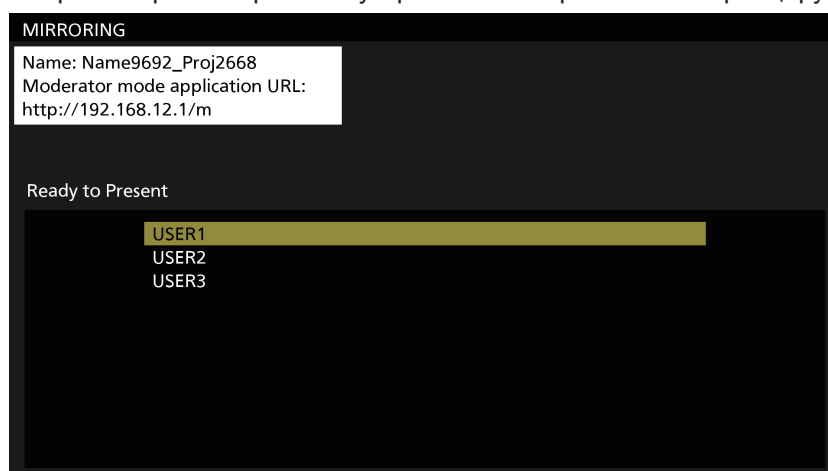 MIRRORING
Name: Name9692_Proj2668
Moderator mode application URL:
http://192.168.12.1/m
Ready to Present
USER1
USER2
USER3